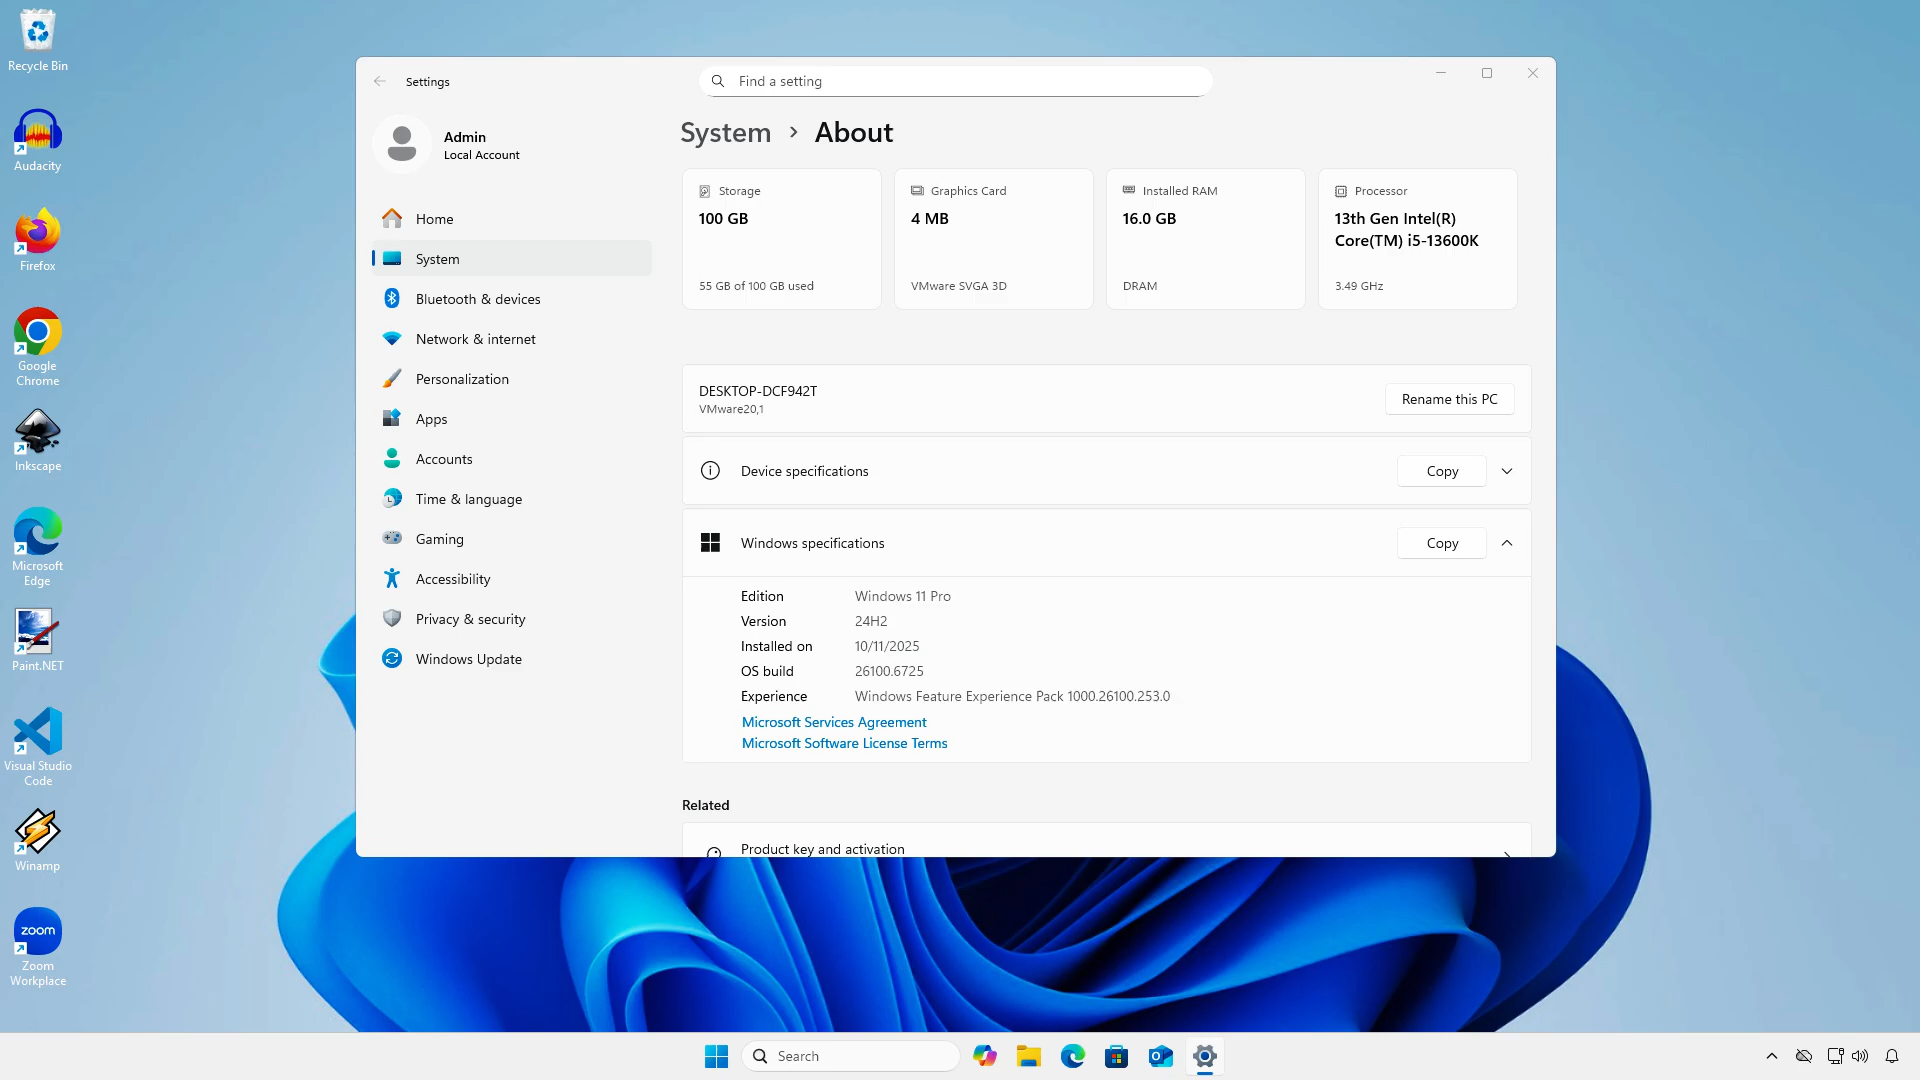 Recycle Bin
Audacity
Firefox
Google
Chrome
Inkscape
Microsoft
Edge
Paint.NET
Visual Studio
Code
Winamp
zoom
Zoom
Workplace
Settings
Find a setting
Admin
Local Account
Home
System
Bluetooth & devices
Network & internet
Personalization
Apps
Accounts
Time & language
Gaming
Accessibility
Privacy & security
Windows Update
System > About
Storage
100 GB
55 GB of 100 GB used
Graphics Card
4 MB
VMware SVGA 3D
Installed RAM
16.0 GB
DRAM
Processor
13th Gen Intel(R)
Core(TM) i5-13600K
3.49 GHz
DESKTOP-DCF942T
VMware20,1
Rename this PC
Device specifications
Copy
Windows specifications
Copy
Edition Windows 11 Pro
Version 24H2
Installed on 10/11/2025
OS build 26100.6725
Experience Windows Feature Experience Pack 1000.26100.253.0
Microsoft Services Agreement
Microsoft Software License Terms
Related
Product key and activation
Search